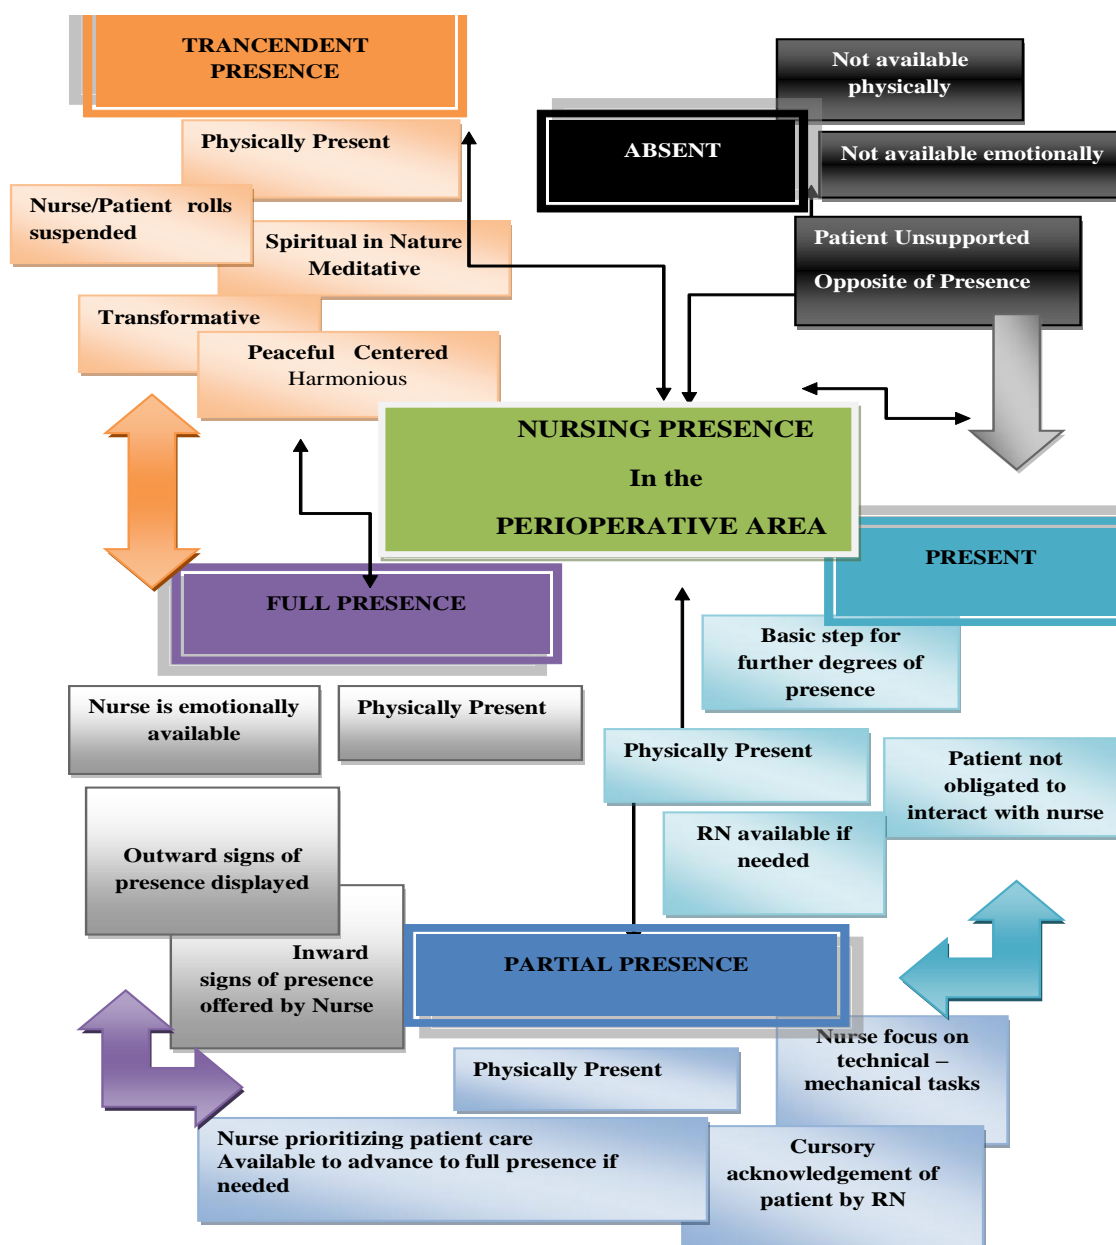 TRANCENDENT
PRESENCE
Physically Present
Nurse/Patient rolls
suspended
Spiritual in Nature
Meditative
Transformative
Peaceful Centered
Harmonious
ABSENT
Not available
physically
Not available emotionally
Patient Unsupported
Opposite of Presence
NURSING PRESENCE
In the
PERIOPERATIVE AREA
PRESENT
Basic step for
further degrees of
presence
Physically Present
Patient not
obligated to
interact with nurse
RN available if
needed
FULL PRESENCE
Nurse is emotionally
available
Physically Present
Outward signs of
presence displayed
Inward
signs of presence
offered by Nurse
PARTIAL PRESENCE
Physically Present
Nurse focus on
technical –
mechanical tasks
Nurse prioritizing patient care
Available to advance to full presence if
needed
Cursory
acknowledgement of
patient by RN